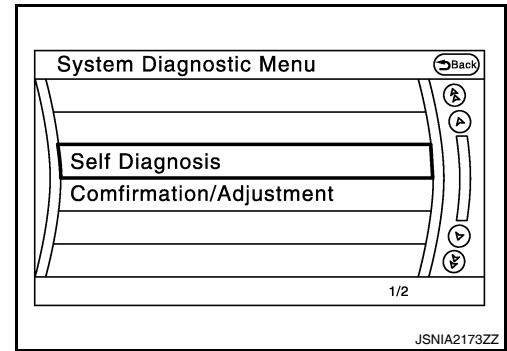 System Diagnostic Menu
Back
Self Diagnosis
Comfirmation/Adjustment
1/2
JSNIA2173ZZ